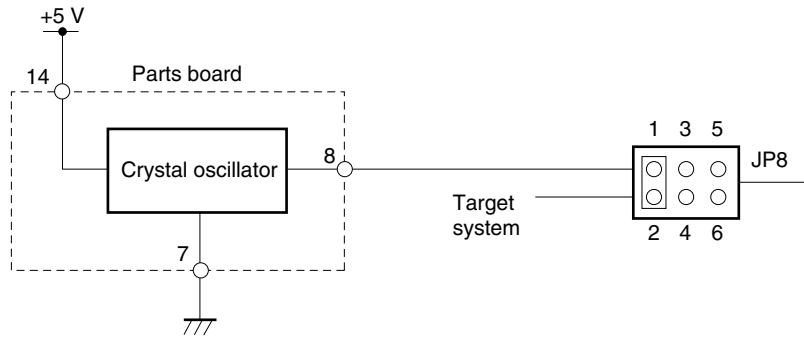 +5 V
14
Parts board
Crystal oscillator
8
7
Target
system
1 3 5
JP8
2 4 6